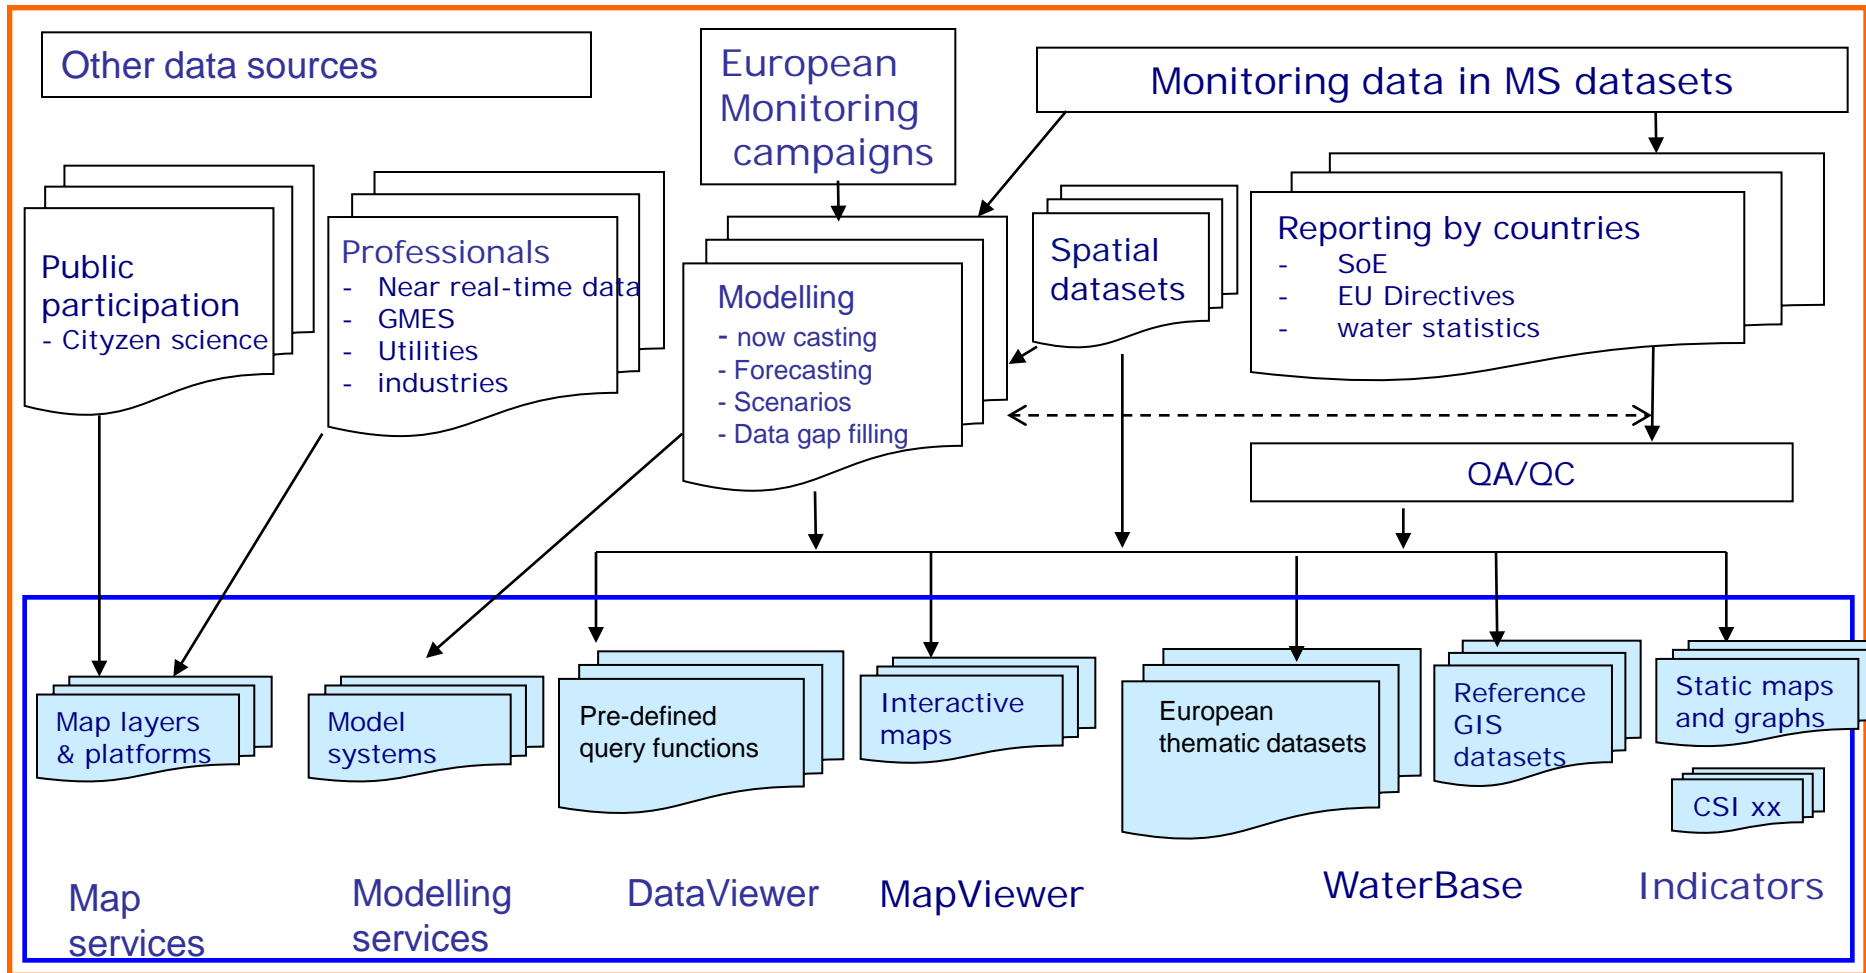 Other data sources
European
Monitoring
campaigns
Monitoring data in MS datasets
Public
participation
- Cityzen science
Professionals
- Near real-time data
- GMES
- Utilities
- industries
Modelling
- now casting
- Forecasting
- Scenarios
- Data gap filling
Spatial
datasets
Reporting by countries
- SoE
- EU Directives
- water statistics
QA/QC
Map layers
& platforms
Model
systems
Pre-defined
query functions
Interactive
maps
European
thematic datasets
Reference
GIS
datasets
Static maps
and graphs
CSI xx
Map
services
Modelling
services
DataViewer
MapViewer
WaterBase
Indicators